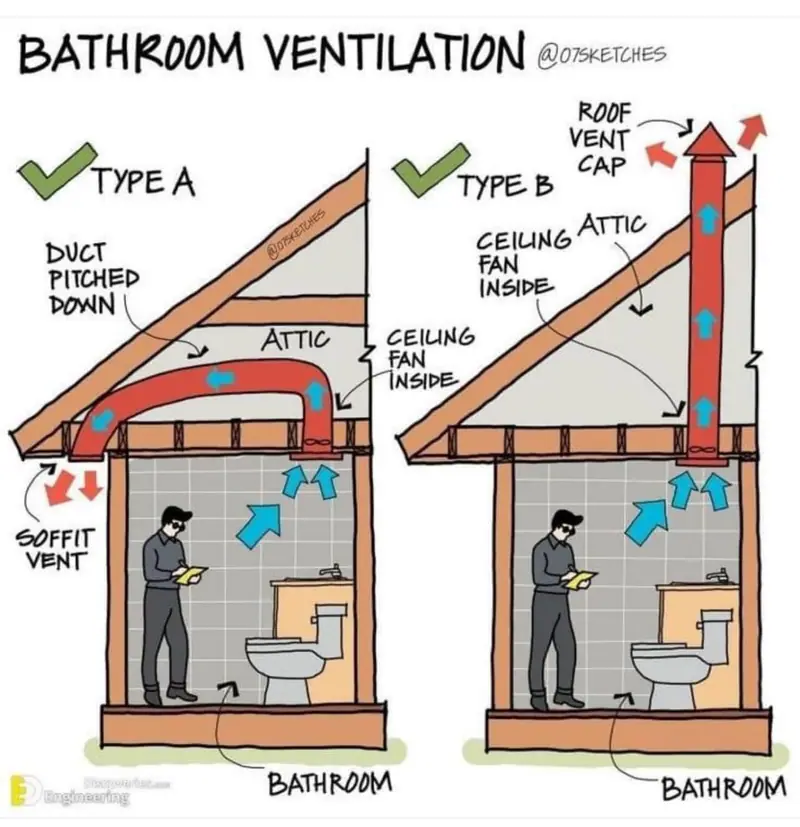 BATHROOM VENTILATION @07SKETCHES
TYPE A
DUCT
PITCHED
DOWN
@07SKETCHES
ATTIC
CEILING
FAN
INSIDE
SOFFIT
VENT
BATHROOM
TYPE B
ROOF
VENT
CAP
ATTIC
CEILING
FAN
INSIDE
BATHROOM
Engineering